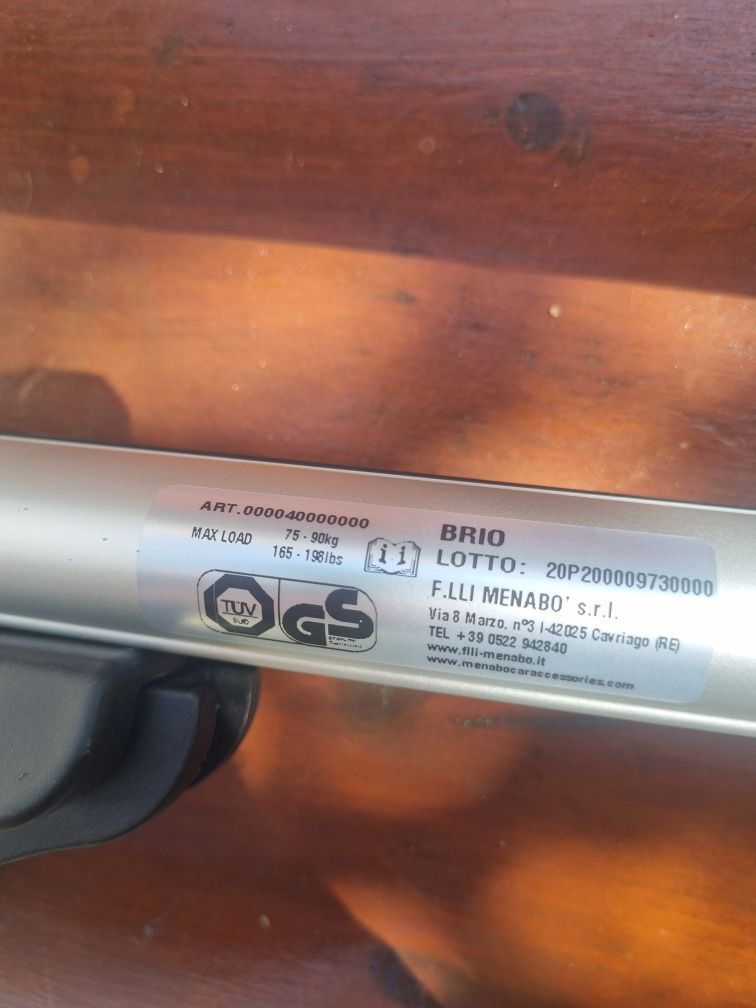 ART.000040000000
MAX LOAD 75 - 90kg
165 - 198lbs
i i
TÜV
SUD
GS
BRIO
LOTTO: 20P200009730000
F.LLI MENABO' s.r.l.
Via 8 Marzo, n°3 I-42025 Cavriago (RE)
TEL +39 0522 942840
www.flli-menabo.it
www.menabocaraccessories.com